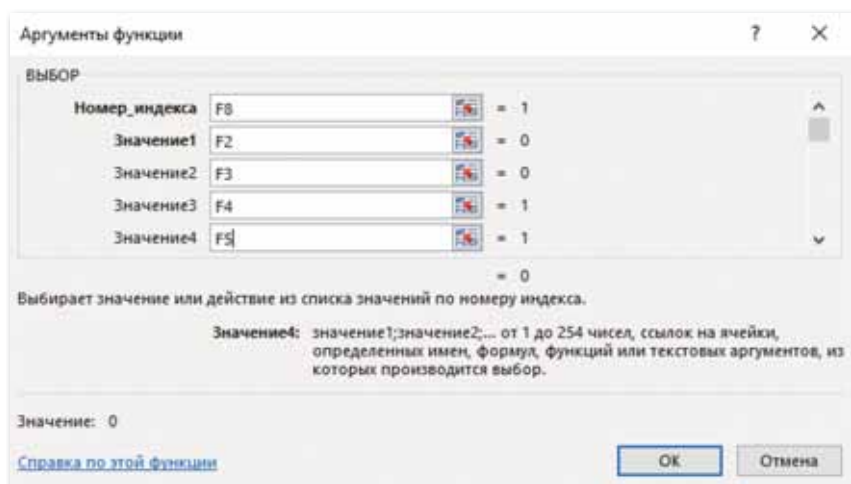 Аргументы функции ? ×
ВЫБОР
Номер_индекса F8 = 1
Значение1 F2 = 0
Значение2 F3 = 0
Значение3 F4 = 1
Значение4 F5 = 1
= 0
Выбирает значение или действие из списка значений по номеру индекса.
Значение4: значение1;значение2;... от 1 до 254 чисел, ссылок на ячейки,
определенных имен, формул, функций или текстовых аргументов, из
которых производится выбор.
Значение: 0
Справка по этой функции
ОК Отмена